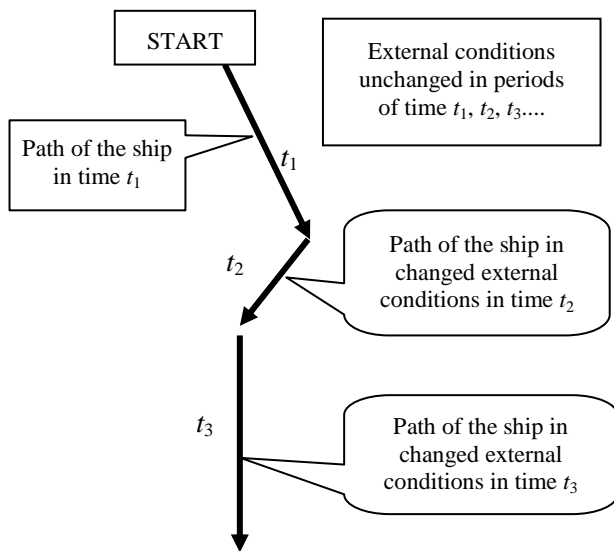 START
External conditions
unchanged in periods
of time t₁, t₂, t₃....
Path of the ship
in time t₁
t₁
t₂
Path of the ship in
changed external
conditions in time t₂
t₃
Path of the ship in
changed external
conditions in time t₃